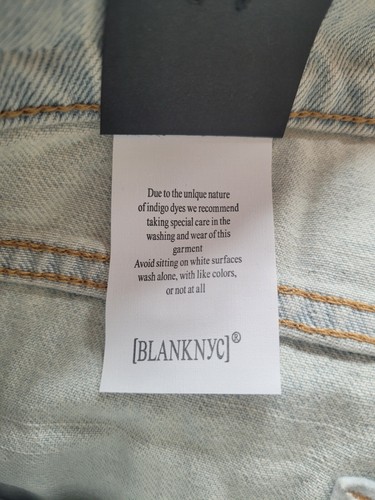 Due to the unique nature
of indigo dyes we recommend
taking special care in the
washing and wear of this
garment
Avoid sitting on white surfaces
wash alone, with like colors,
or not at all
[BLANKNYC]®